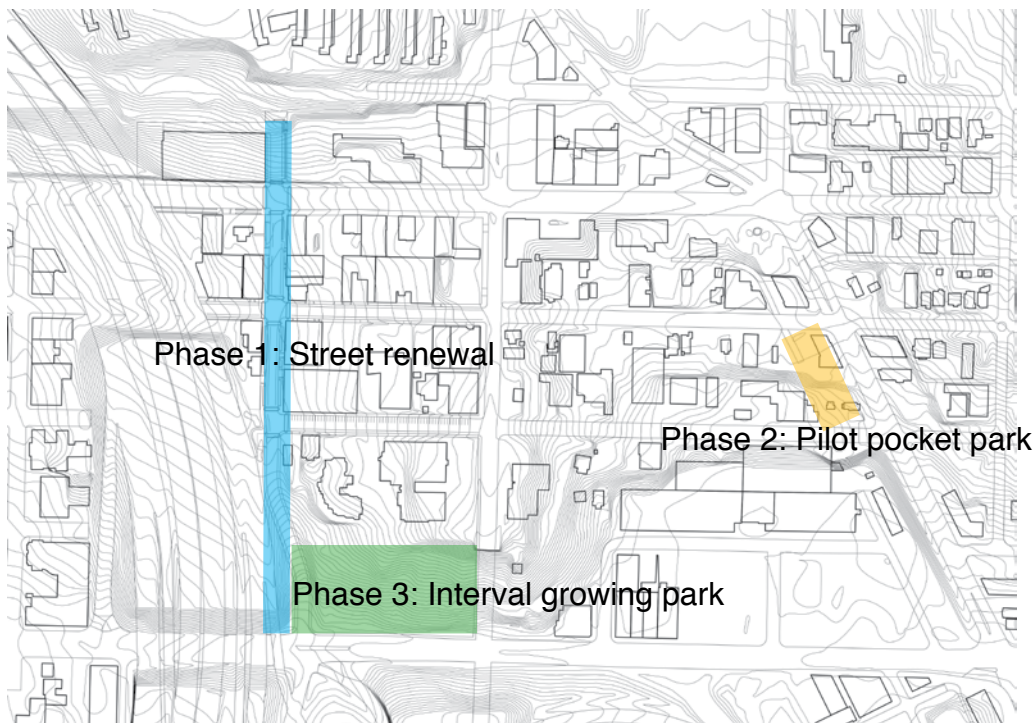 Phase 1: Street renewal
Phase 2: Pilot pocket park
Phase 3: Interval growing park